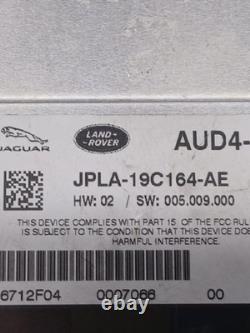 JAGUAR
LAND-
ROVER
AUD4-
JPLA-19C164-AE
HW: 02 / SW: 005.009.000
THIS DEVICE COMPLIES WITH PART 15 OF THE FCC RUL
IS SUBJECT TO THE CONDITION THAT THIS DEVICE DOE
HARMFUL INTERFERENCE.
6712F04 0007066 00